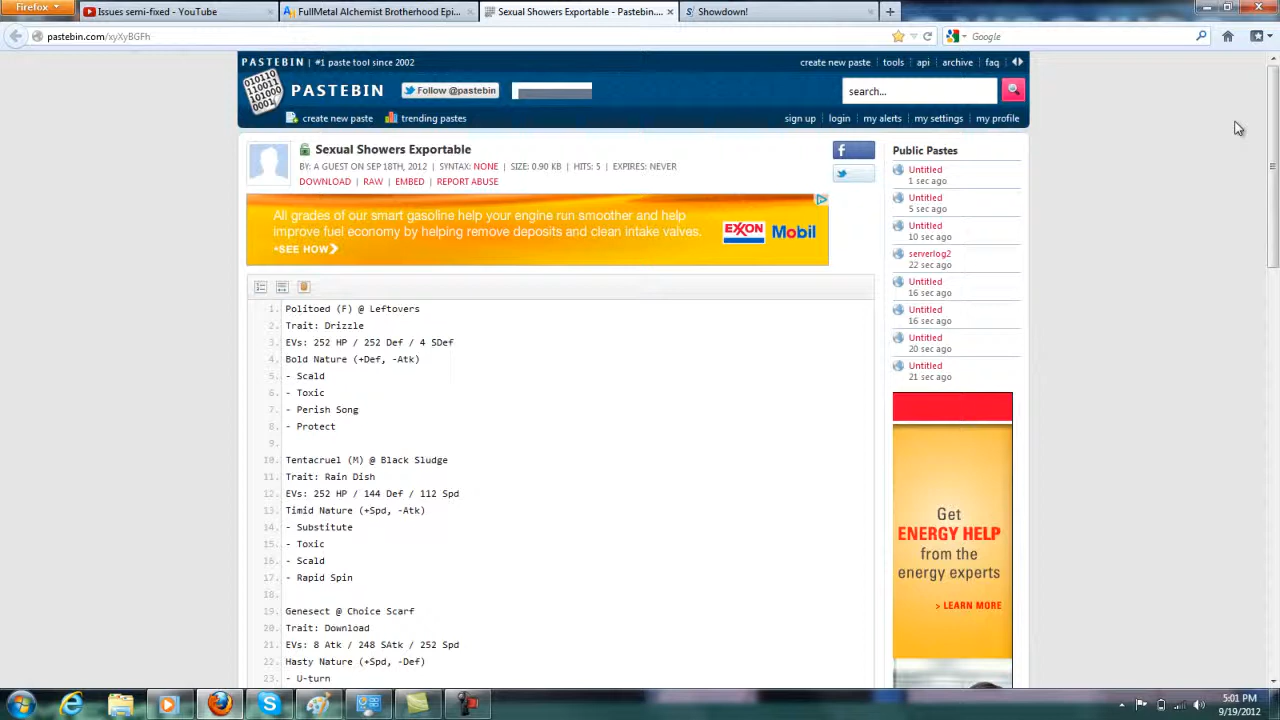 Firefox
Issues semi-fixed - YouTube
FullMetal Alchemist Brotherhood Epi...
Sexual Showers Exportable - Pastebin....
Showdown!
pastebin.com/xyXyBGFh
Google
PASTEBIN | #1 paste tool since 2002
create new paste tools api archive faq
PASTEBIN
Follow @pastebin
search...
create new paste trending pastes
sign up login my alerts my settings my profile
Sexual Showers Exportable
BY: A GUEST ON SEP 18TH, 2012 | SYNTAX: NONE | SIZE: 0.90 KB | HITS: 5 | EXPIRES: NEVER
DOWNLOAD | RAW | EMBED | REPORT ABUSE
All grades of our smart gasoline help your engine run smoother and help
improve fuel economy by helping remove deposits and clean intake valves.
•SEE HOW
EXXON Mobil
1. Politoed (F) @ Leftovers
2. Trait: Drizzle
3. EVs: 252 HP / 252 Def / 4 SDef
4. Bold Nature (+Def, -Atk)
5. - Scald
6. - Toxic
7. - Perish Song
8. - Protect
9.
10. Tentacruel (M) @ Black Sludge
11. Trait: Rain Dish
12. EVs: 252 HP / 144 Def / 112 Spd
13. Timid Nature (+Spd, -Atk)
14. - Substitute
15. - Toxic
16. - Scald
17. - Rapid Spin
18.
19. Genesect @ Choice Scarf
20. Trait: Download
21. EVs: 8 Atk / 248 SAtk / 252 Spd
22. Hasty Nature (+Spd, -Def)
23. - U-turn
Public Pastes
Untitled
1 sec ago
Untitled
5 sec ago
Untitled
10 sec ago
serverlog2
22 sec ago
Untitled
16 sec ago
Untitled
16 sec ago
Untitled
20 sec ago
Untitled
21 sec ago
Get
ENERGY HELP
from the
energy experts
> LEARN MORE
5:01 PM
9/19/2012